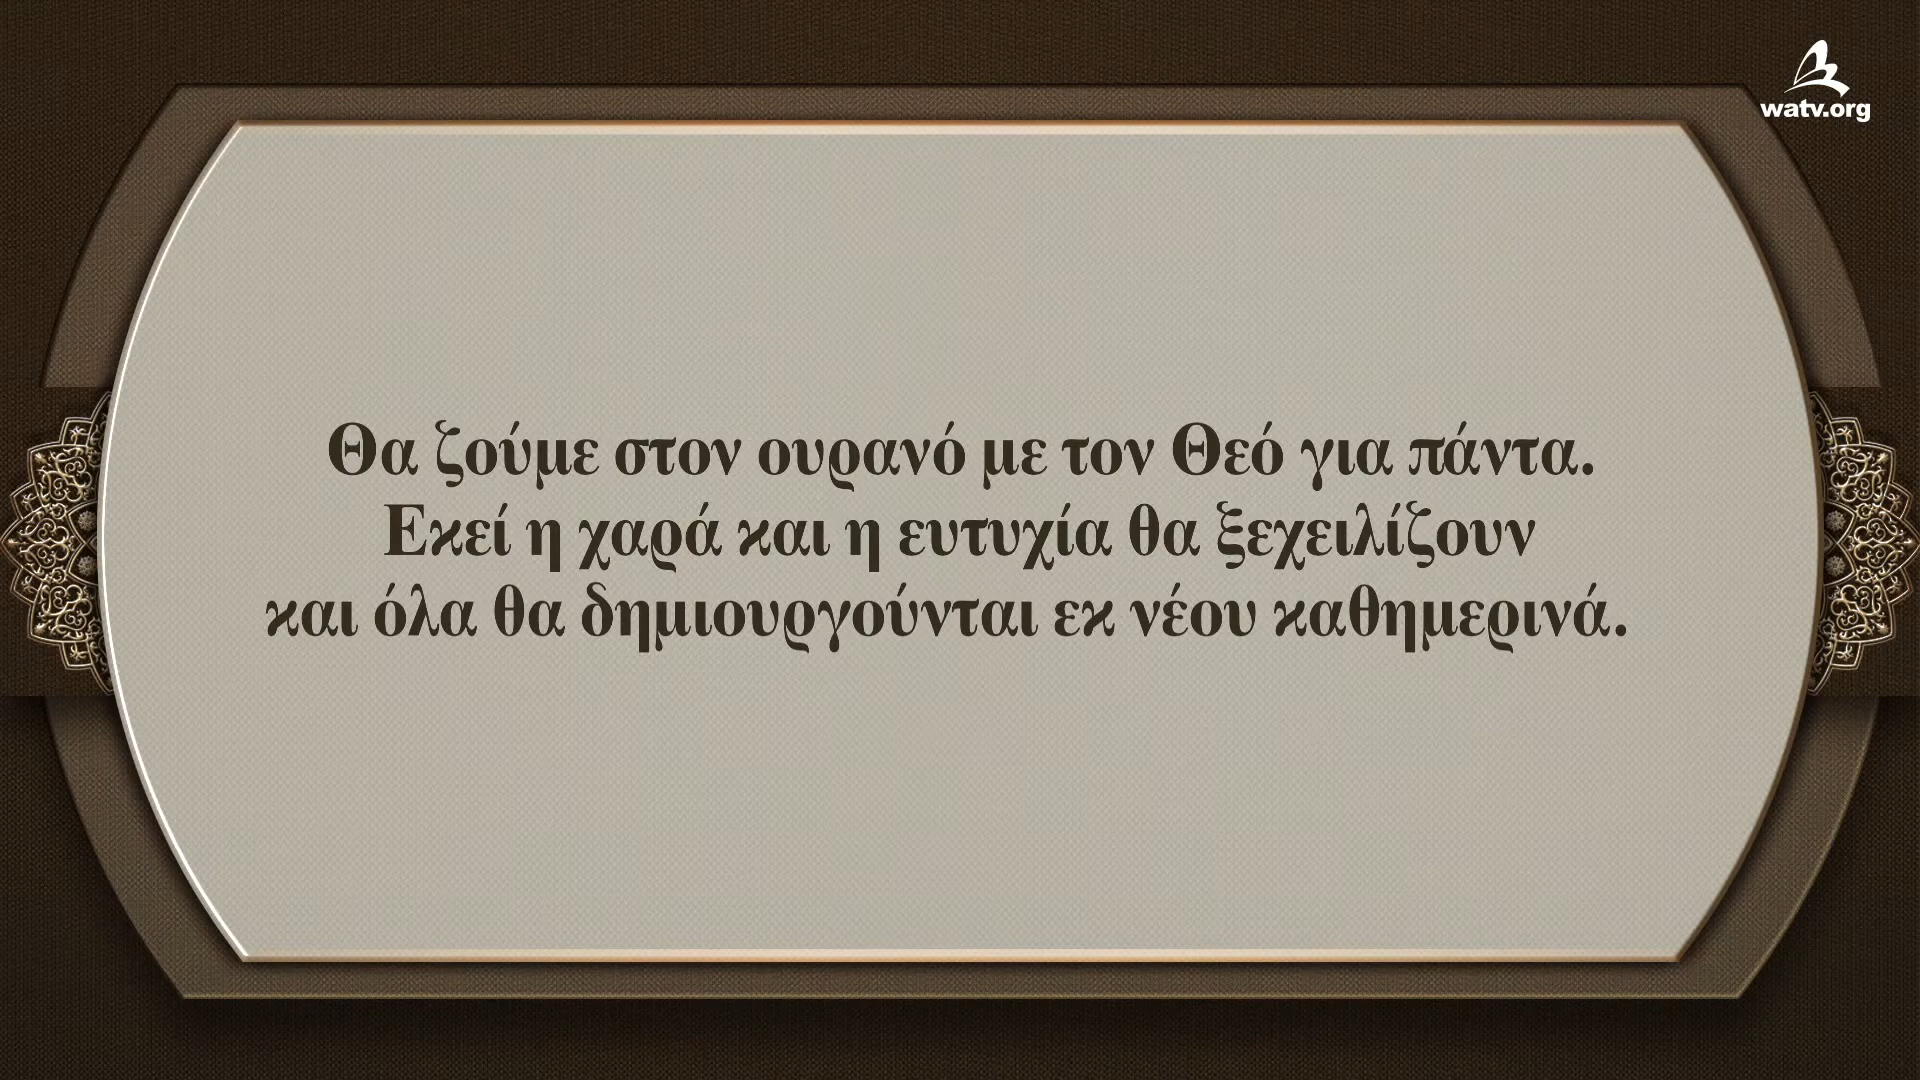 watv.org
Θα ζούμε στον ουρανό με τον Θεό για πάντα.
Εκεί η χαρά και η ευτυχία θα ξεχειλίζουν
και όλα θα δημιουργούνται εκ νέου καθημερινά.